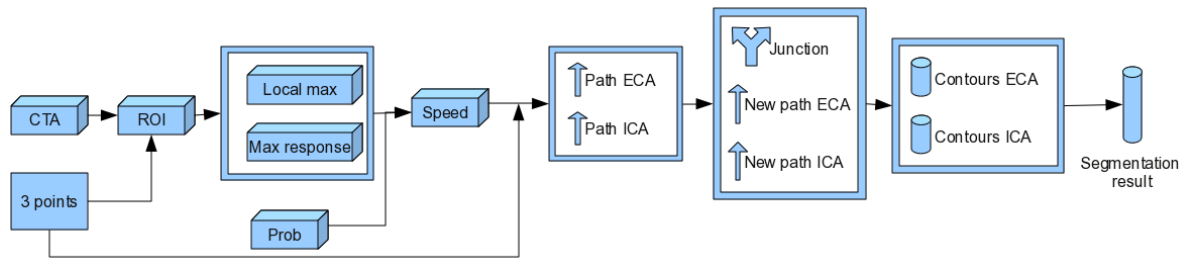 CTA
ROI
3 points
Local max
Max response
Prob
Speed
Path ECA
Path ICA
Junction
New path ECA
New path ICA
Contours ECA
Contours ICA
Segmentation
result